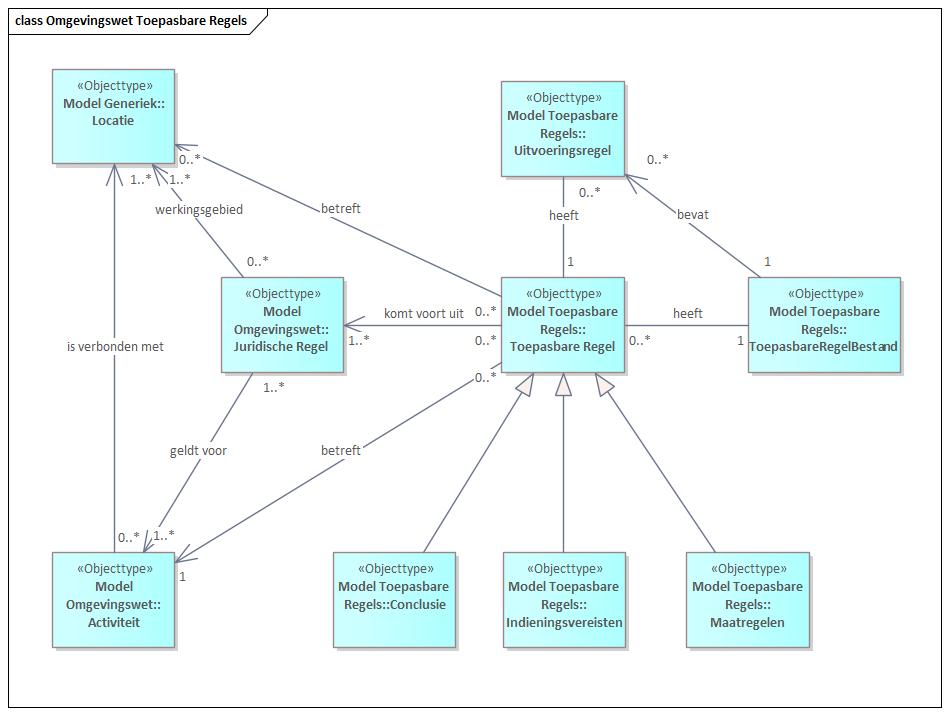 class Omgevingswet Toepasbare Regels
«Objecttype»
Model Generiek::
Locatie
«Objecttype»
Model Toepasbare
Regels::
Uitvoeringsregel
0..*
1..*
1..*
0..*
0..*
werkingsgebied
betreft
heeft
bevat
0..*
1
1
«Objecttype»
Model
Omgevingswet::
Juridische Regel
«Objecttype»
Model Toepasbare
Regels::
Toepasbare Regel
«Objecttype»
Model Toepasbare
Regels::
ToepasbareRegelBestand
komt voort uit
0..*
heeft
1..*
0..*
0..*
1
is verbonden met
0..*
1..*
geldt voor
betreft
0..*
1..*
1
«Objecttype»
Model
Omgevingswet::
Activiteit
«Objecttype»
Model Toepasbare
Regels::Conclusie
«Objecttype»
Model Toepasbare
Regels::
Indieningsvereisten
«Objecttype»
Model Toepasbare
Regels::
Maatregelen